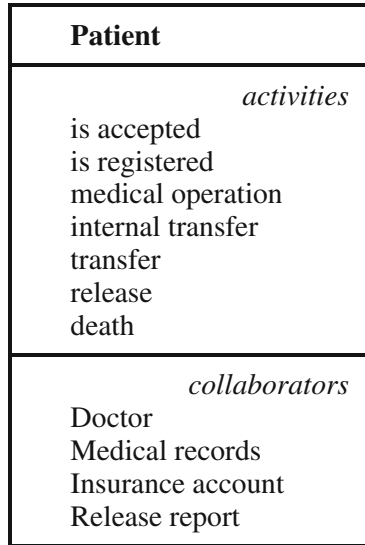 Patient
activities
is accepted
is registered
medical operation
internal transfer
transfer
release
death
collaborators
Doctor
Medical records
Insurance account
Release report